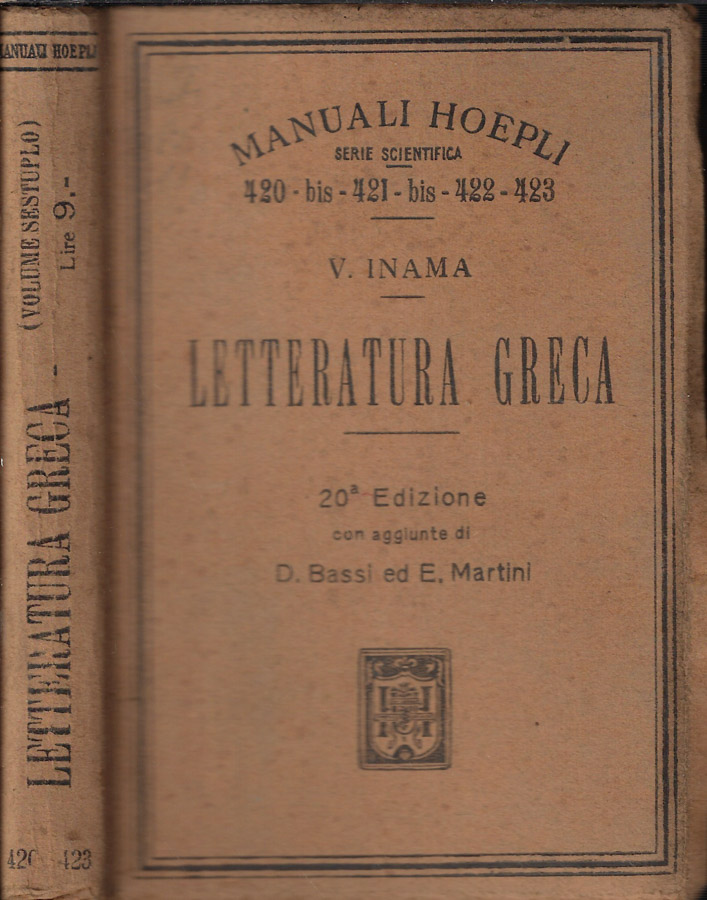 MANUALI HOEPLI
(VOLUME SESTUPLO)
Lire 9.-
LETTERATURA GRECA -
423
MANUALI HOEPLI
SERIE SCIENTIFICA
420 - bis - 421 - bis - 422 - 423
V. INAMA
LETTERATURA GRECA
20ª Edizione
con aggiunte di
D. Bassi ed E. Martini